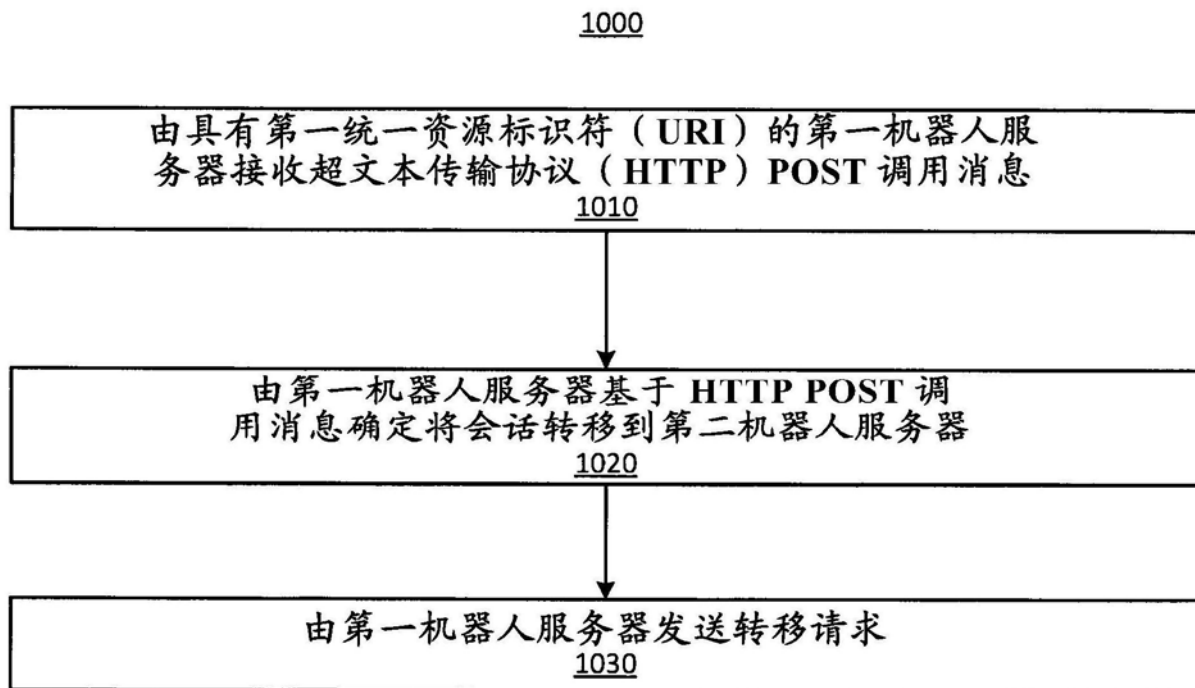 1000
由具有第一统一资源标识符（URI）的第一机器人服
务器接收超文本传输协议（HTTP）POST 调用消息
1010
由第一机器人服务器基于 HTTP POST 调
用消息确定将会话转移到第二机器人服务器
1020
由第一机器人服务器发送转移请求
1030